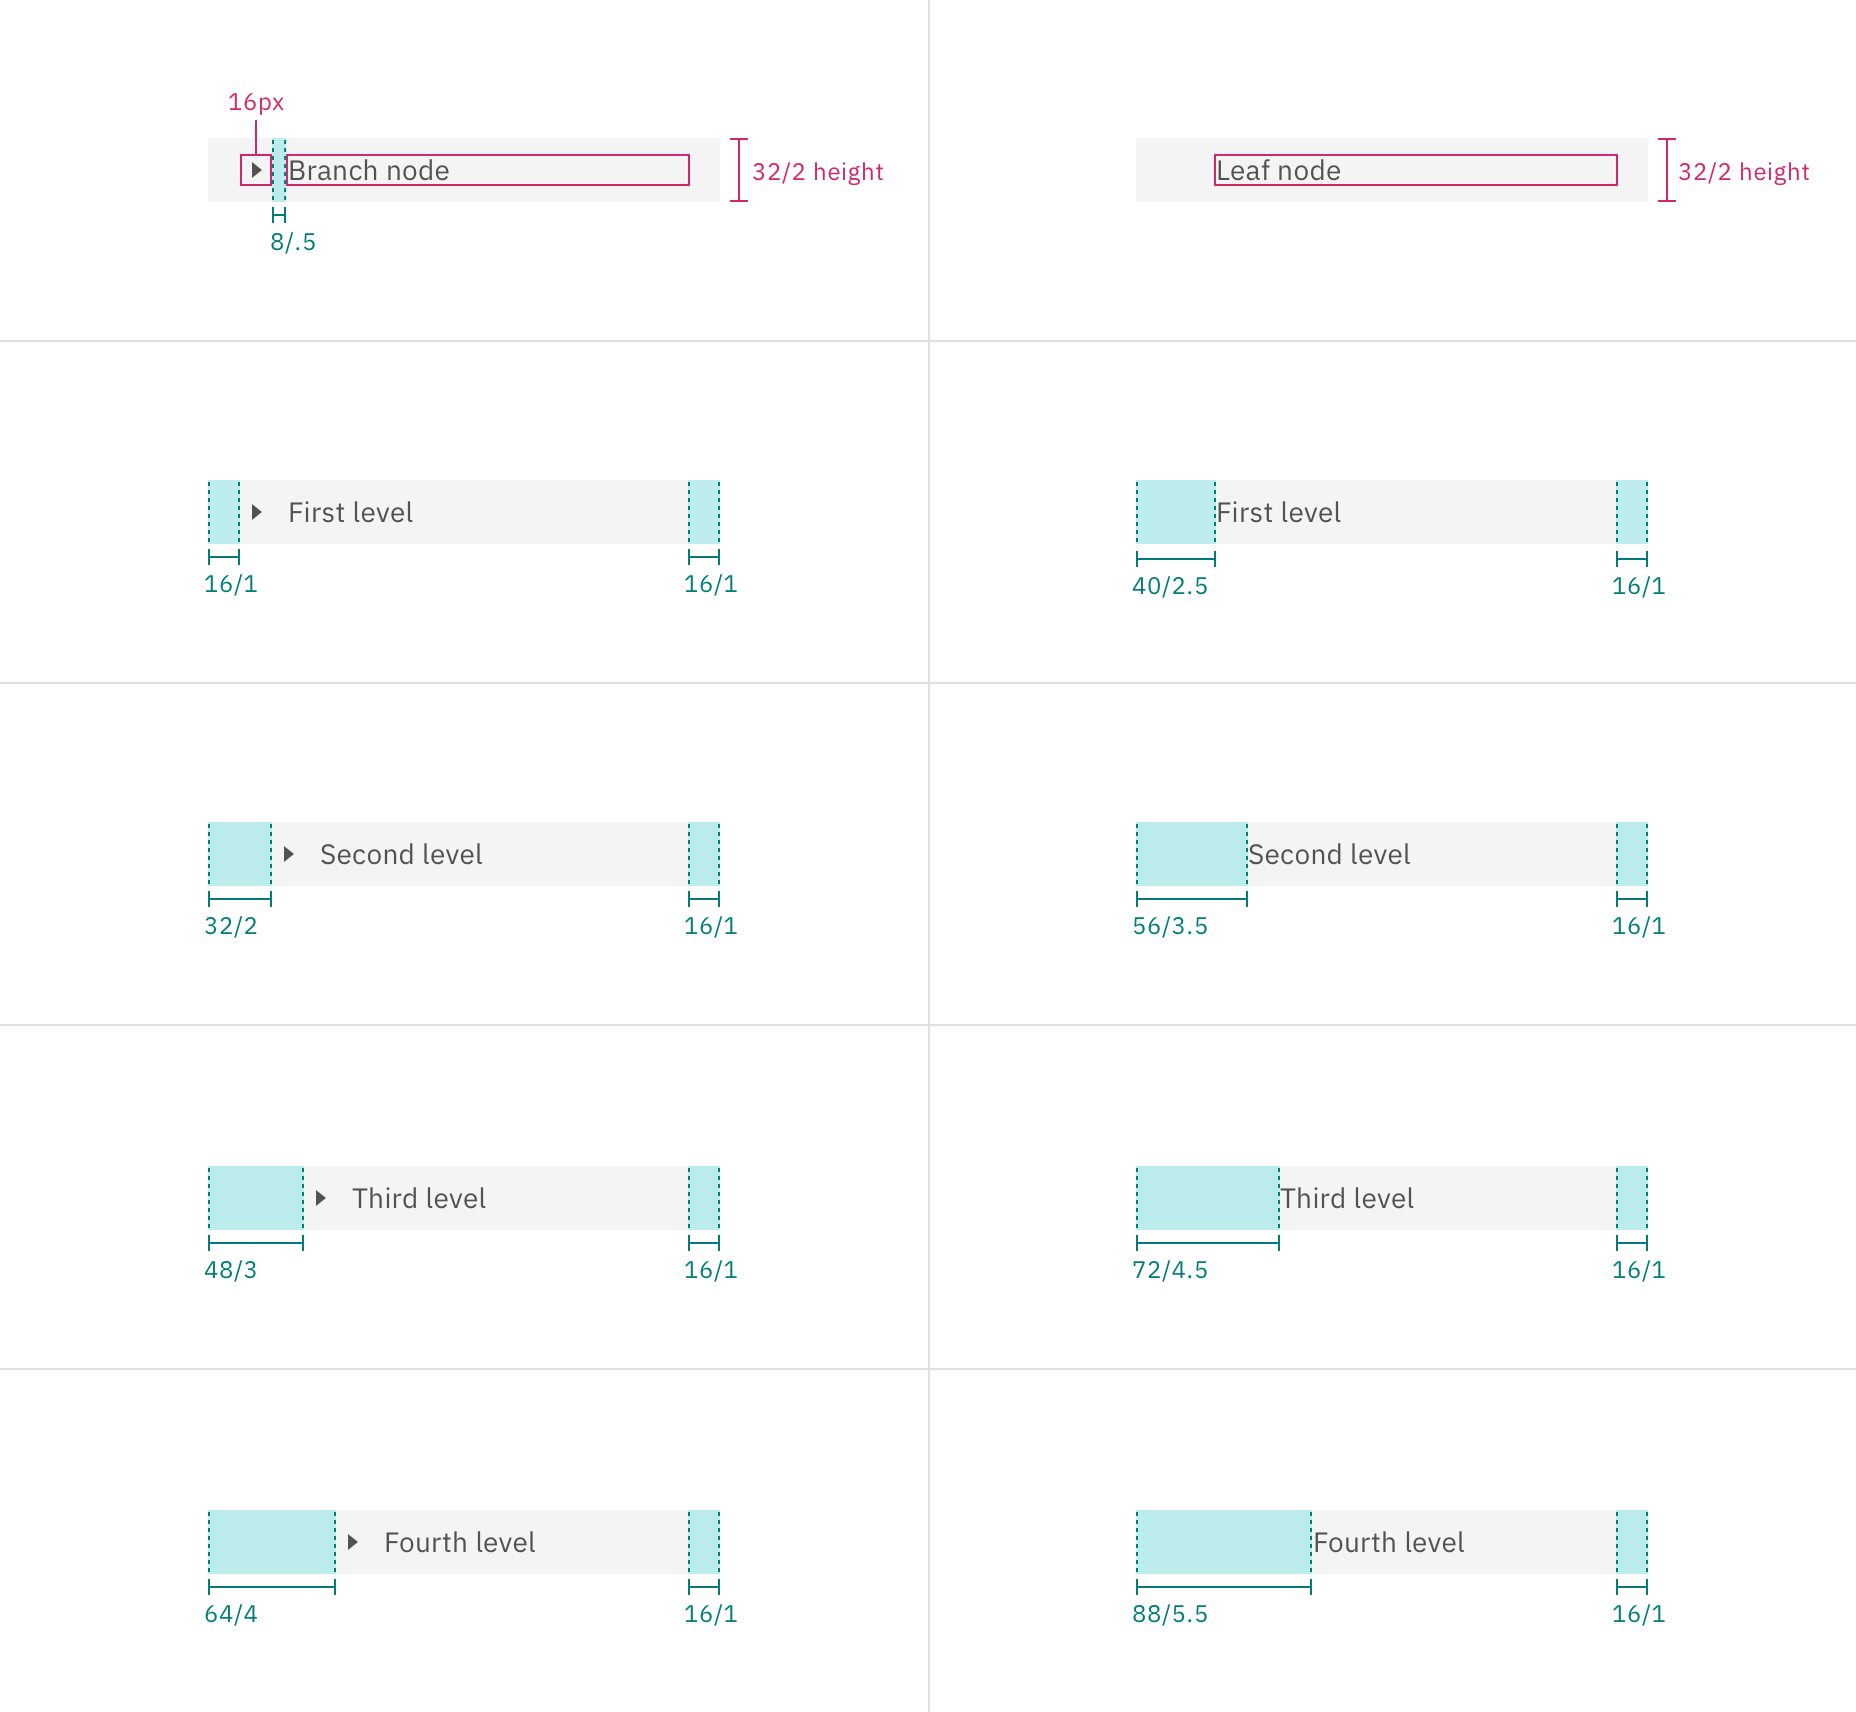 16px
Branch node
32/2 height
8/.5
Leaf node
32/2 height
First level
16/1
16/1
First level
40/2.5
16/1
Second level
32/2
16/1
Second level
56/3.5
16/1
Third level
48/3
16/1
Third level
72/4.5
16/1
Fourth level
64/4
16/1
Fourth level
88/5.5
16/1